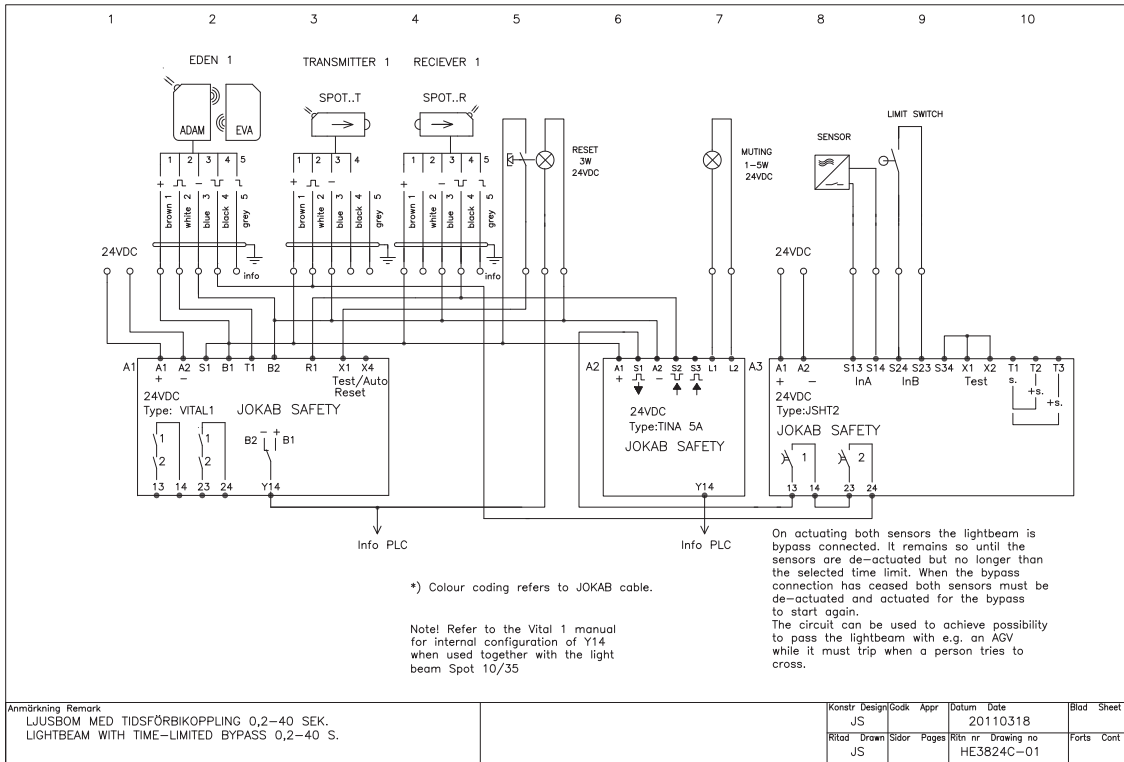 1 2 3 4 5 6 7 8 9 10
EDEN 1
TRANSMITTER 1
RECIEVER 1
SPOT..T
SPOT..R
ADAM
EVA
RESET
3W
24VDC
MUTING
1-5W
24VDC
SENSOR
LIMIT SWITCH
1 2 3 4 5
1 2 3 4
1 2 3 4 5
+ -
+ -
+ -
brown 1
white 2
blue 3
black 4
grey 5
brown 1
white 2
blue 3
black 4
grey 5
brown 1
white 2
blue 3
black 4
grey 5
24VDC
info
info
24VDC
A1
A1 A2 S1 B1 T1 B2 R1 X1 X4
+ -
Test/Auto
Reset
24VDC
Type: VITAL1
JOKAB SAFETY
1
2
1
2
- +
B2 B1
13 14 23 24 Y14
A2
A1 S1 A2 S2 S3 L1 L2
+ -
24VDC
Type:TINA 5A
JOKAB SAFETY
Y14
A3
A1 A2 S13 S14 S24 S23 S34 X1 X2 T1 T2 T3
+ - InA InB Test s. +s. +s.
24VDC
Type:JSHT2
JOKAB SAFETY
1 2
13 14 23 24
Info PLC
Info PLC
*) Colour coding refers to JOKAB cable.
Note! Refer to the Vital 1 manual
for internal configuration of Y14
when used together with the light
beam Spot 10/35
On actuating both sensors the lightbeam is
bypass connected. It remains so until the
sensors are de-actuated but no longer than
the selected time limit. When the bypass
connection has ceased both sensors must be
de-actuated and actuated for the bypass
to start again.
The circuit can be used to achieve possibility
to pass the lightbeam with e.g. an AGV
while it must trip when a person tries to
cross.
Anmärkning Remark
LJUSBOM MED TIDSFÖRBIKOPPLING 0,2-40 SEK.
LIGHTBEAM WITH TIME-LIMITED BYPASS 0,2-40 S.
Konstr Design Godk Appr Datum Date Blad Sheet
JS 20110318
Ritad Drawn Sidor Pages Ritn nr Drawing no Forts Cont
JS HE3824C-01